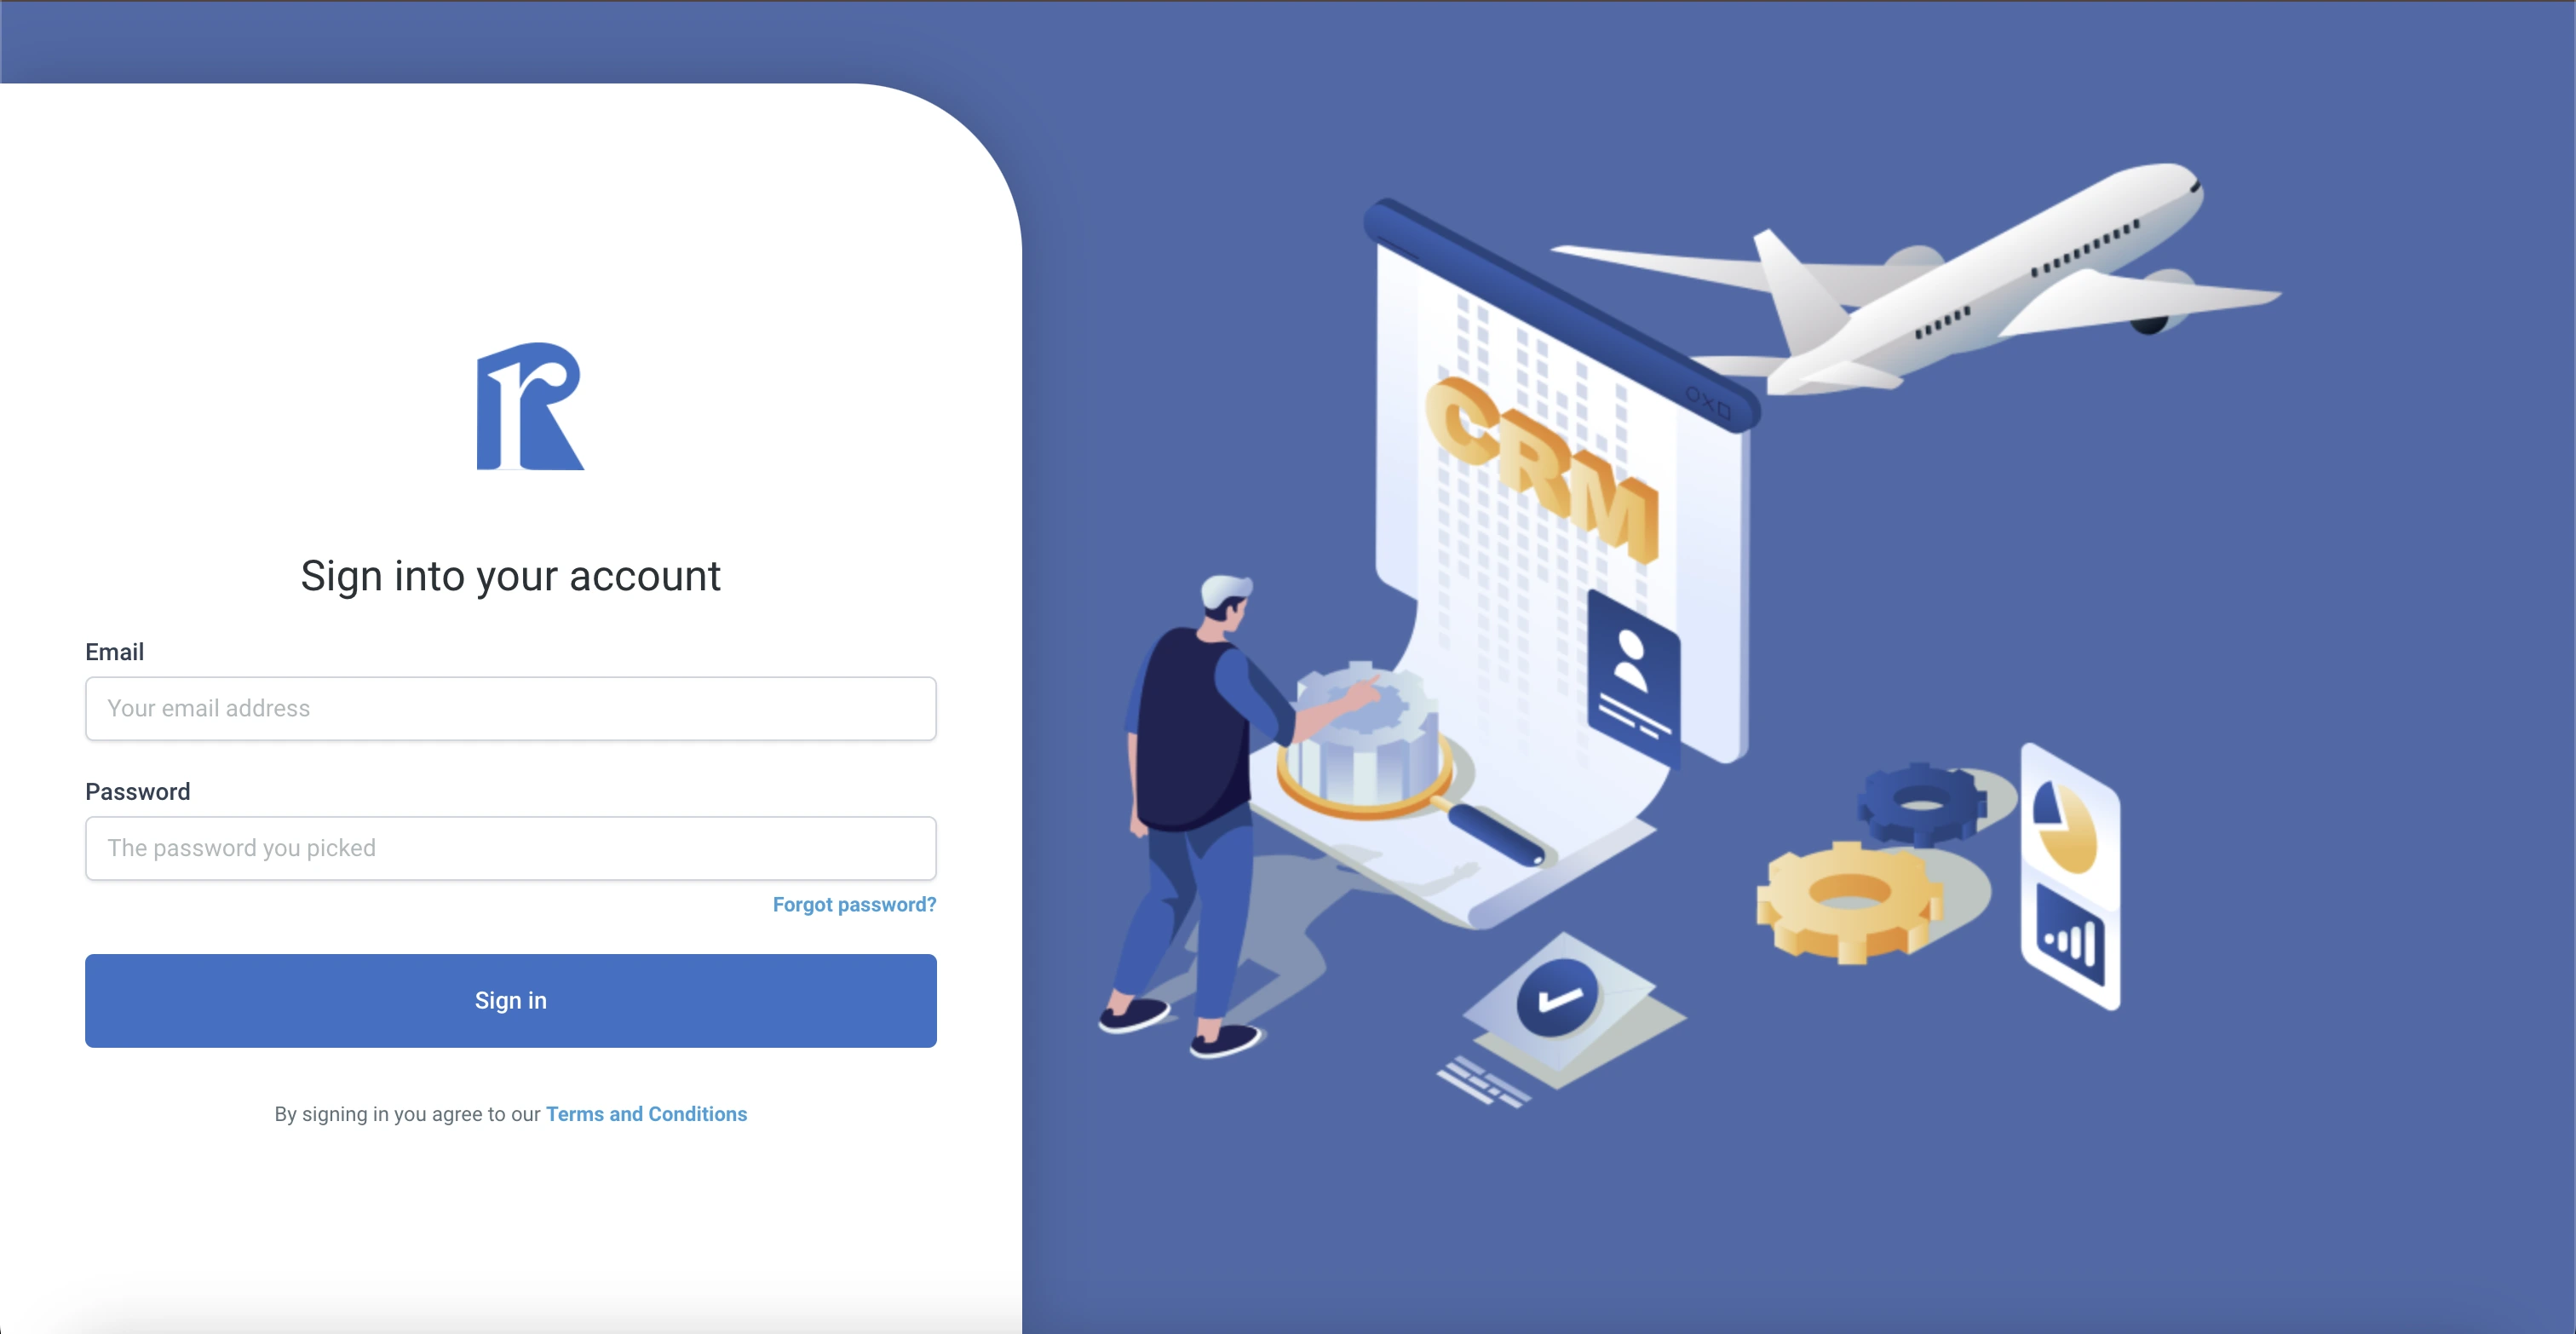 r
Sign into your account
Email
Your email address
Password
The password you picked
Forgot password?
Sign in
By signing in you agree to our Terms and Conditions
CRM